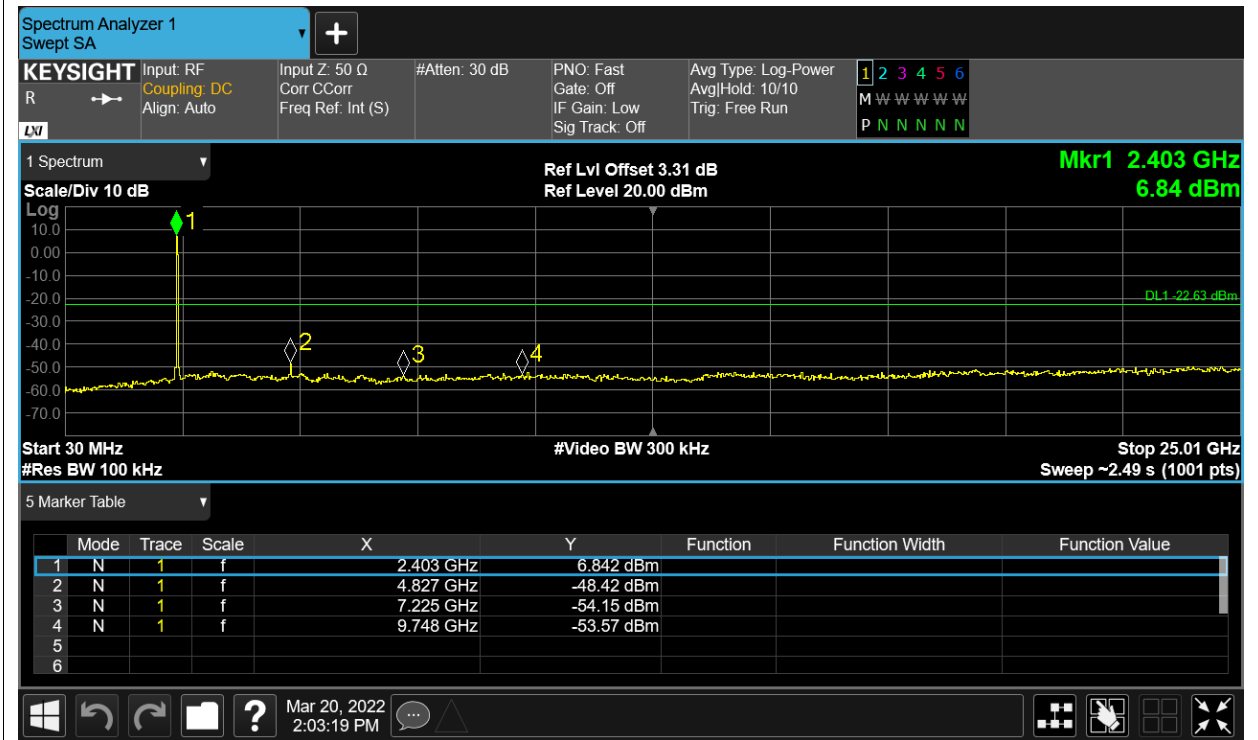 Spectrum Analyzer 1
Swept SA
KEYSIGHT
R
LXI
Input: RF
Coupling: DC
Align: Auto
Input Z: 50 Ω
Corr CCorr
Freq Ref: Int (S)
#Atten: 30 dB
PNO: Fast
Gate: Off
IF Gain: Low
Sig Track: Off
Avg Type: Log-Power
Avg|Hold: 10/10
Trig: Free Run
1 2 3 4 5 6
M W W W W W
P N N N N N
1 Spectrum
Scale/Div 10 dB
Ref Lvl Offset 3.31 dB
Ref Level 20.00 dBm
Mkr1 2.403 GHz
6.84 dBm
Log
10.0
0.00
-10.0
-20.0
-30.0
-40.0
-50.0
-60.0
-70.0
1
2
3
4
DL1 -22.63 dBm
Start 30 MHz
#Res BW 100 kHz
#Video BW 300 kHz
Stop 25.01 GHz
Sweep ~2.49 s (1001 pts)
5 Marker Table
Mode Trace Scale X Y Function Function Width Function Value
1 N 1 f 2.403 GHz 6.842 dBm
2 N 1 f 4.827 GHz -48.42 dBm
3 N 1 f 7.225 GHz -54.15 dBm
4 N 1 f 9.748 GHz -53.57 dBm
5
6
?
Mar 20, 2022
2:03:19 PM